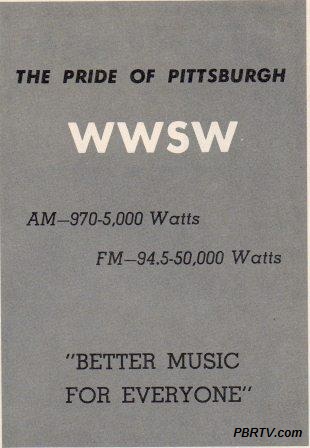 THE PRIDE OF PITTSBURGH
WWSW
AM—970-5,000 Watts
FM—94.5-50,000 Watts
"BETTER MUSIC
FOR EVERYONE"
PBRTV.com